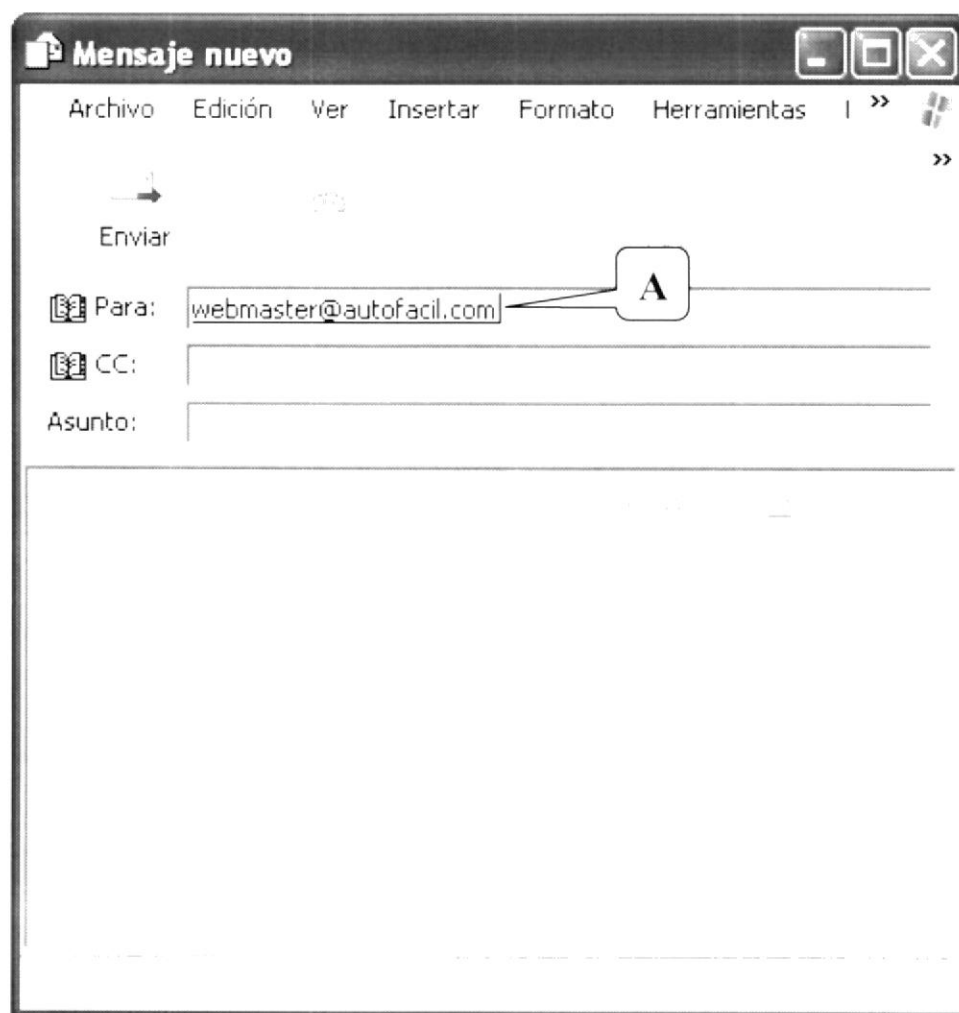 Mensaje nuevo
Archivo Edición Ver Insertar Formato Herramientas »
»
Enviar
A
Para: webmaster@autofacil.com
CC:
Asunto: